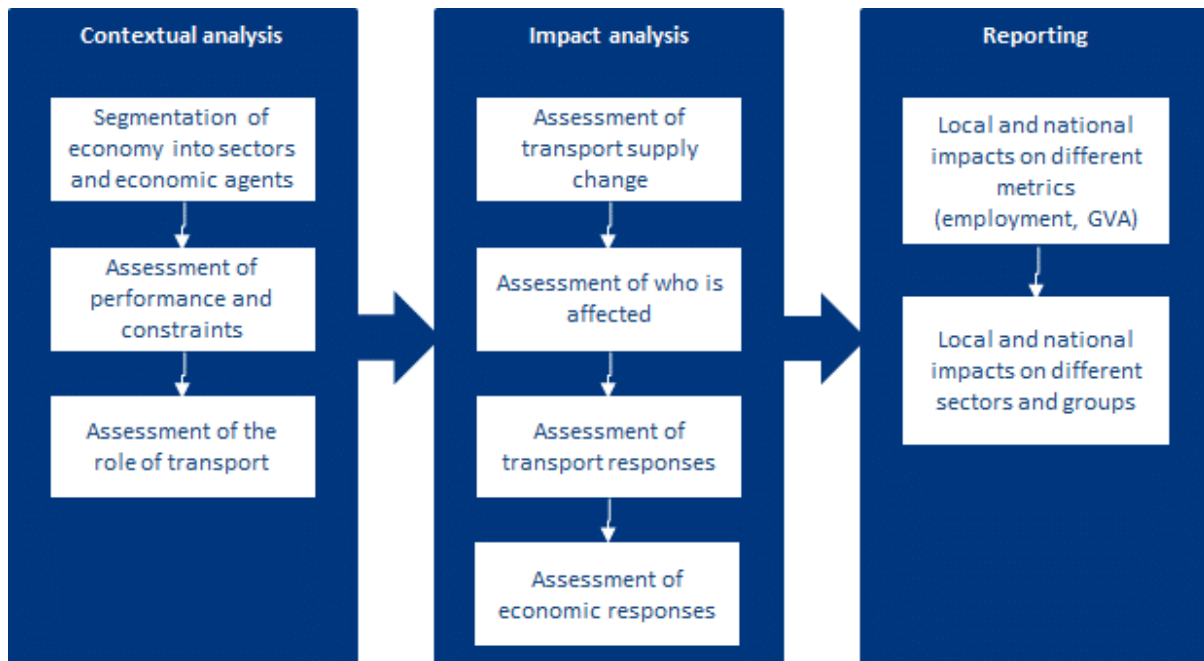 Contextual analysis
Segmentation of
economy into sectors
and economic agents
Assessment of
performance and
constraints
Assessment of the
role of transport
Impact analysis
Assessment of
transport supply
change
Assessment of who is
affected
Assessment of
transport responses
Assessment of
economic responses
Reporting
Local and national
impacts on different
metrics
(employment, GVA)
Local and national
impacts on different
sectors and groups